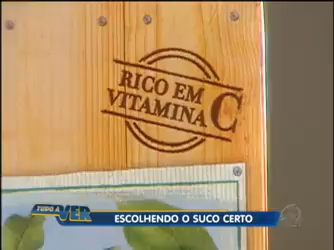 RICO EM
VITAMINA C
TUDO A
VER
ESCOLHENDO O SUCO CERTO